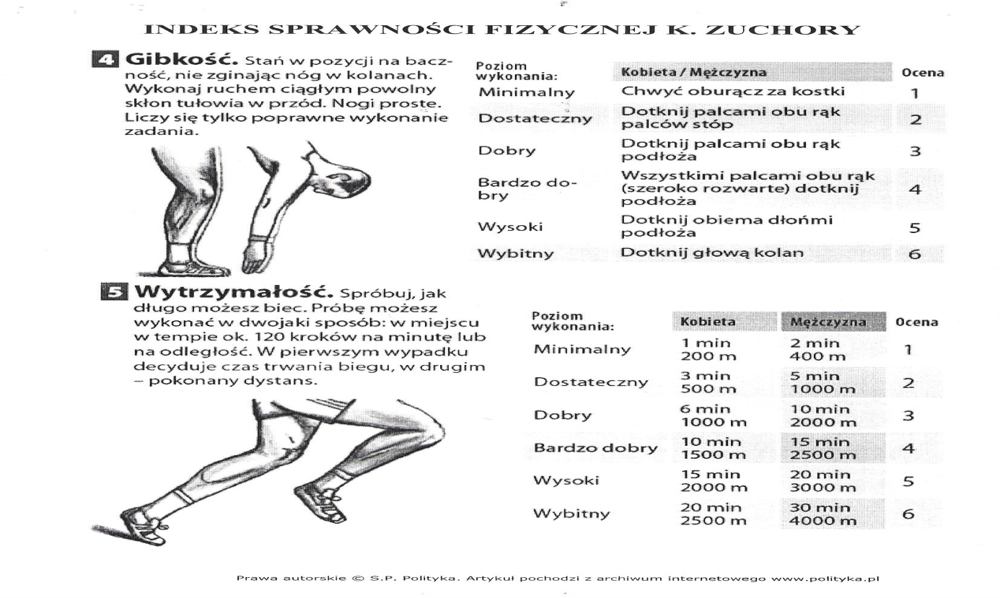 INDEKS SPRAWNOŚCI FIZYCZNEJ K. ZUCHORY
4 Gibkość. Stań w pozycji na bacz-
ność, nie zginając nóg w kolanach.
Wykonaj ruchem ciągłym powolny
skłon tułowia w przód. Nogi proste.
Liczy się tylko poprawne wykonanie
zadania.
Poziom
wykonania:
Kobieta / Mężczyzna
Ocena
Minimalny
Chwyć oburącz za kostki
1
Dostateczny
Dotknij palcami obu rąk
palców stóp
2
Dobry
Dotknij palcami obu rąk
podłoża
3
Bardzo do-
bry
Wszystkimi palcami obu rąk
(szeroko rozwarte) dotknij
podłoża
4
Wysoki
Dotknij obiema dłońmi
podłoża
5
Wybitny
Dotknij głową kolan
6
5 Wytrzymałość. Spróbuj, jak
długo możesz biec. Próbę możesz
wykonać w dwojaki sposób: w miejscu
w tempie ok. 120 kroków na minutę lub
na odległość. W pierwszym wypadku
decyduje czas trwania biegu, w drugim
– pokonany dystans.
Poziom
wykonania:
Kobieta
Mężczyzna
Ocena
Minimalny
1 min
200 m
2 min
400 m
1
Dostateczny
3 min
500 m
5 min
1000 m
2
Dobry
6 min
1000 m
10 min
2000 m
3
Bardzo dobry
10 min
1500 m
15 min
2500 m
4
Wysoki
15 min
2000 m
20 min
3000 m
5
Wybitny
20 min
2500 m
30 min
4000 m
6
Prawa autorskie © S.P. Polityka. Artykuł pochodzi z archiwum internetowego www.polityka.pl